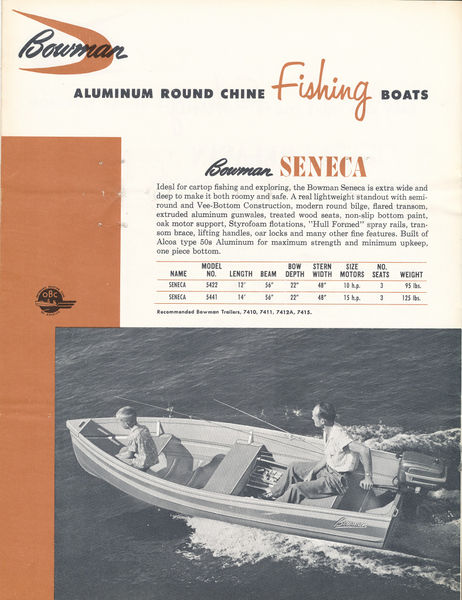 Bowman
ALUMINUM ROUND CHINE Fishing BOATS
Bowman SENECA
Ideal for cartop fishing and exploring, the Bowman Seneca is extra wide and
deep to make it both roomy and safe. A real lightweight standout with semi-
round and Vee-Bottom Construction, modern round bilge, flared transom,
extruded aluminum gunwales, treated wood seats, non-slip bottom paint,
oak motor support, Styrofoam flotations, "Hull Formed" spray rails, tran-
som brace, lifting handles, oar locks and many other fine features. Built of
Alcoa type 50s Aluminum for maximum strength and minimum upkeep,
one piece bottom.
NAME MODEL NO. LENGTH BEAM BOW DEPTH STERN WIDTH SIZE MOTORS NO. SEATS WEIGHT
SENECA 5422 12' 56" 22" 48" 10 h.p. 3 95 lbs.
SENECA 5441 14' 56" 22" 48" 15 h.p. 3 125 lbs.
Recommended Bowman Trailers, 7410, 7411, 7412A, 7415.
OBC
Bowman